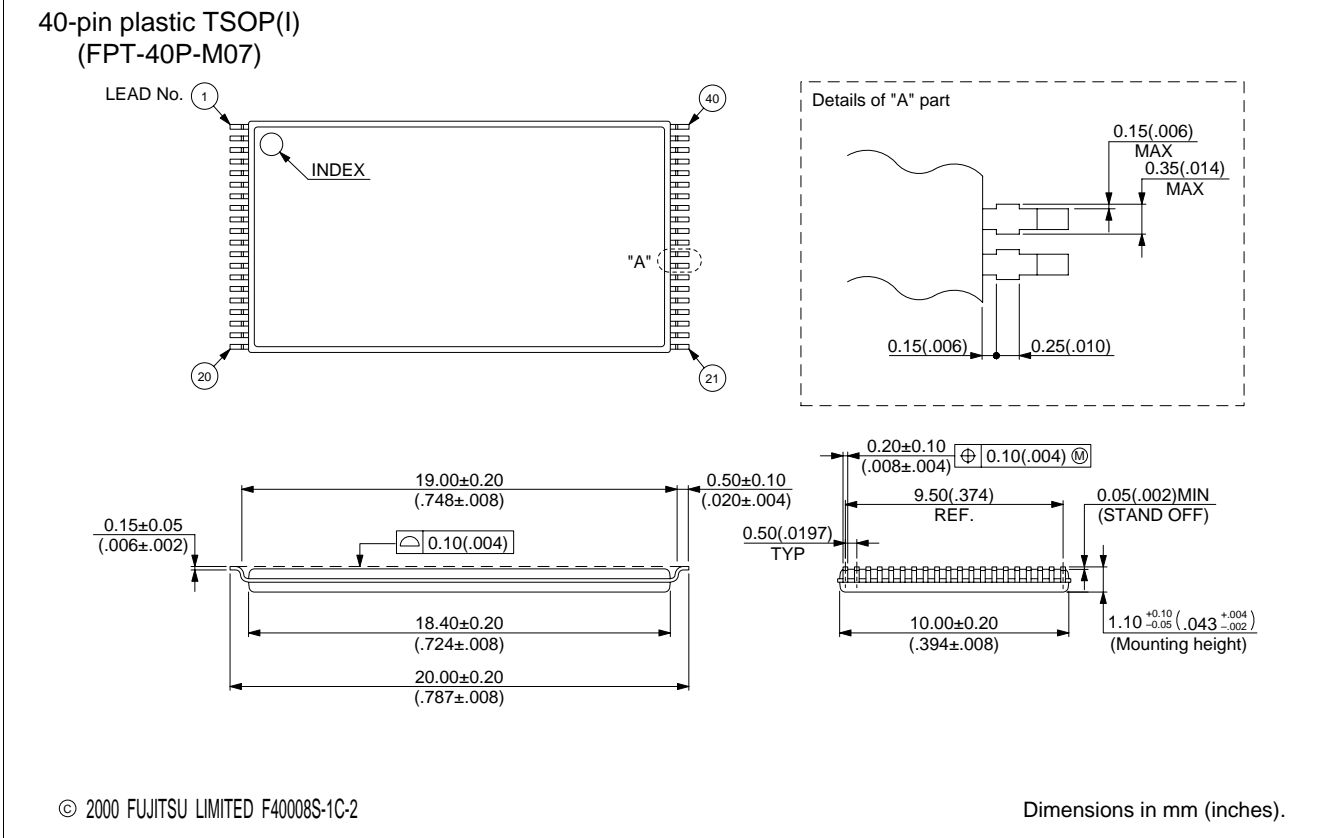 40-pin plastic TSOP(I)
(FPT-40P-M07)
LEAD No. 1
40
INDEX
"A"
20
21
Details of "A" part
0.15(.006)
MAX
0.35(.014)
MAX
0.15(.006)
0.25(.010)
19.00±0.20
(.748±.008)
0.50±0.10
(.020±.004)
0.15±0.05
(.006±.002)
0.10(.004)
18.40±0.20
(.724±.008)
20.00±0.20
(.787±.008)
0.20±0.10
(.008±.004)
⌖ 0.10(.004) Ⓜ
9.50(.374)
REF.
0.05(.002)MIN
(STAND OFF)
0.50(.0197)
TYP
10.00±0.20
(.394±.008)
1.10 +0.10 –0.05 (.043 +.004 –.002)
(Mounting height)
© 2000 FUJITSU LIMITED F40008S-1C-2
Dimensions in mm (inches).